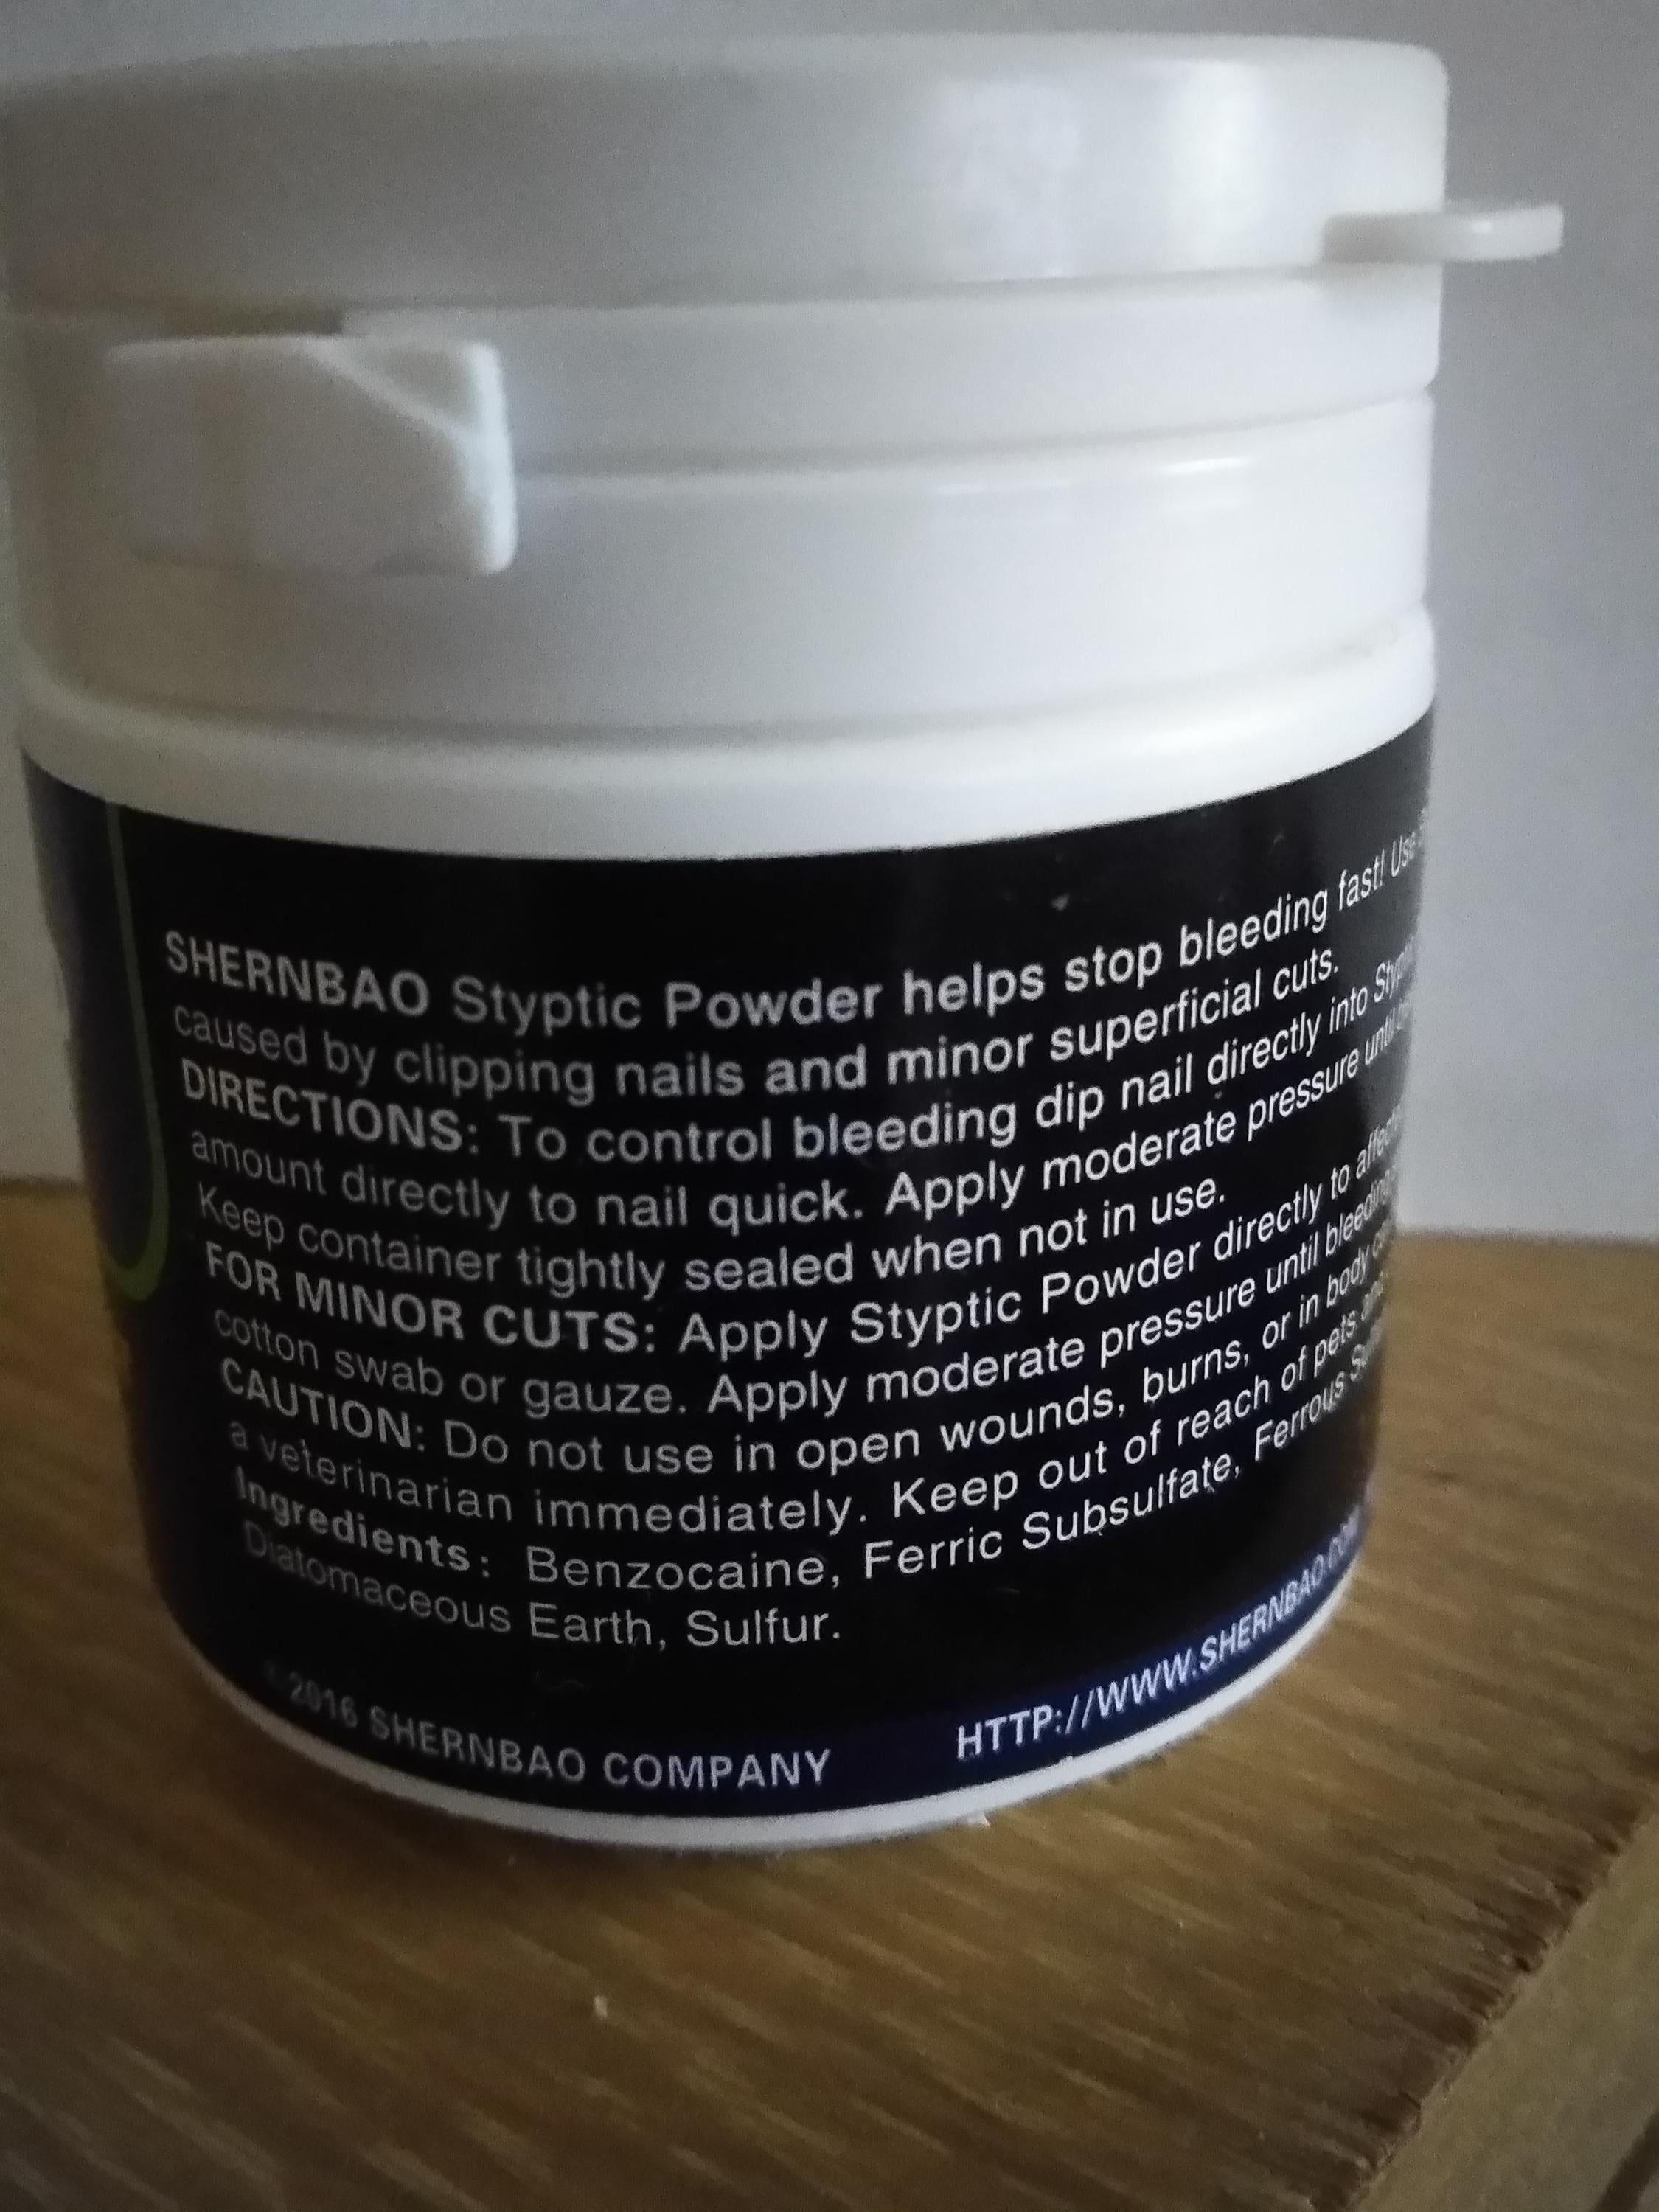 SHERNBAO Styptic Powder helps stop bleeding fast! Use
caused by clipping nails and minor superficial cuts.
DIRECTIONS: To control bleeding dip nail directly into
amount directly to nail quick. Apply moderate pressure until
Keep container tightly sealed when not in use.
FOR MINOR CUTS: Apply Styptic Powder directly to
cotton swab or gauze. Apply moderate pressure until bleeding
CAUTION: Do not use in open wounds, burns, or in body
a veterinarian immediately. Keep out of reach of pets
Ingredients: Benzocaine, Ferric Subsulfate, Ferrous
Diatomaceous Earth, Sulfur.
© 2016 SHERNBAO COMPANY HTTP://WWW.SHERNBAO.COM